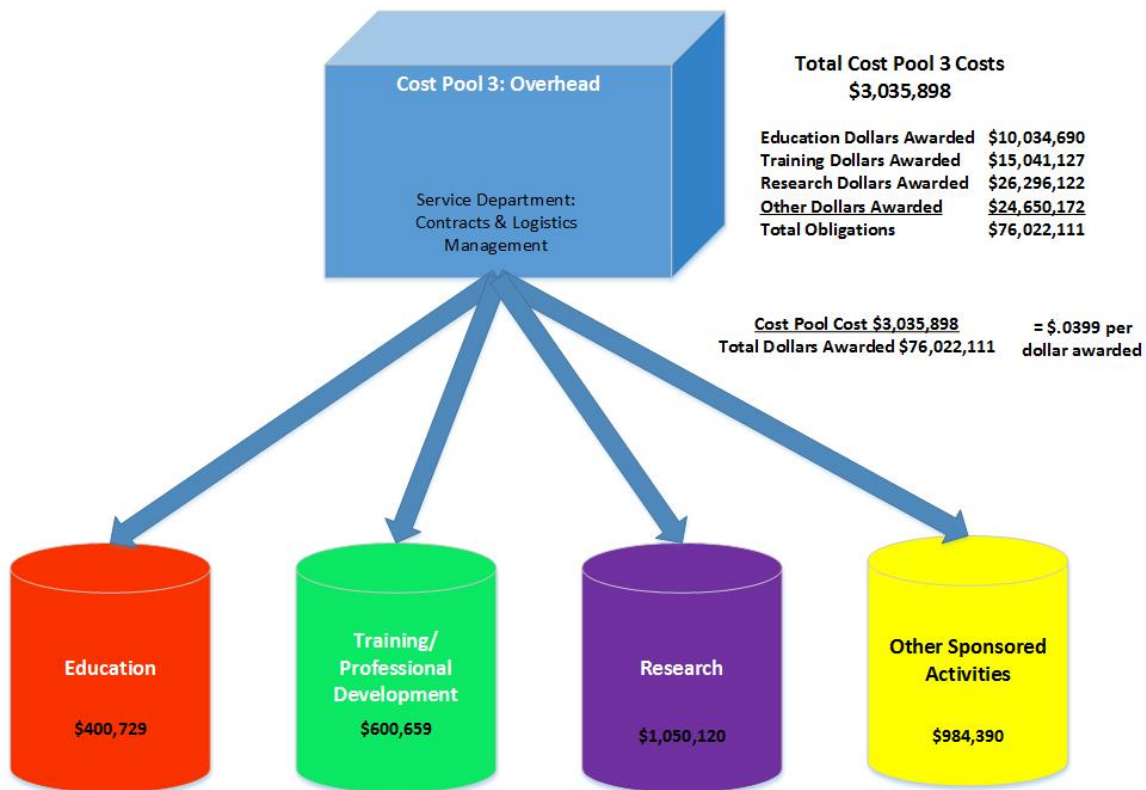 Cost Pool 3: Overhead
Service Department:
Contracts & Logistics
Management
Total Cost Pool 3 Costs
$3,035,898
Education Dollars Awarded $10,034,690
Training Dollars Awarded $15,041,127
Research Dollars Awarded $26,296,122
Other Dollars Awarded $24,650,172
Total Obligations $76,022,111
Cost Pool Cost $3,035,898
Total Dollars Awarded $76,022,111
= $.0399 per
dollar awarded
Education
$400,729
Training/
Professional
Development
$600,659
Research
$1,050,120
Other Sponsored
Activities
$984,390